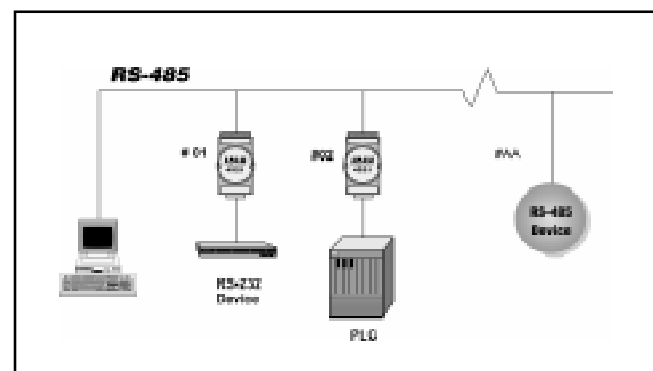 RS-485
#01
#02
#AA
RS-485
Device
RS-232
Device
PLC